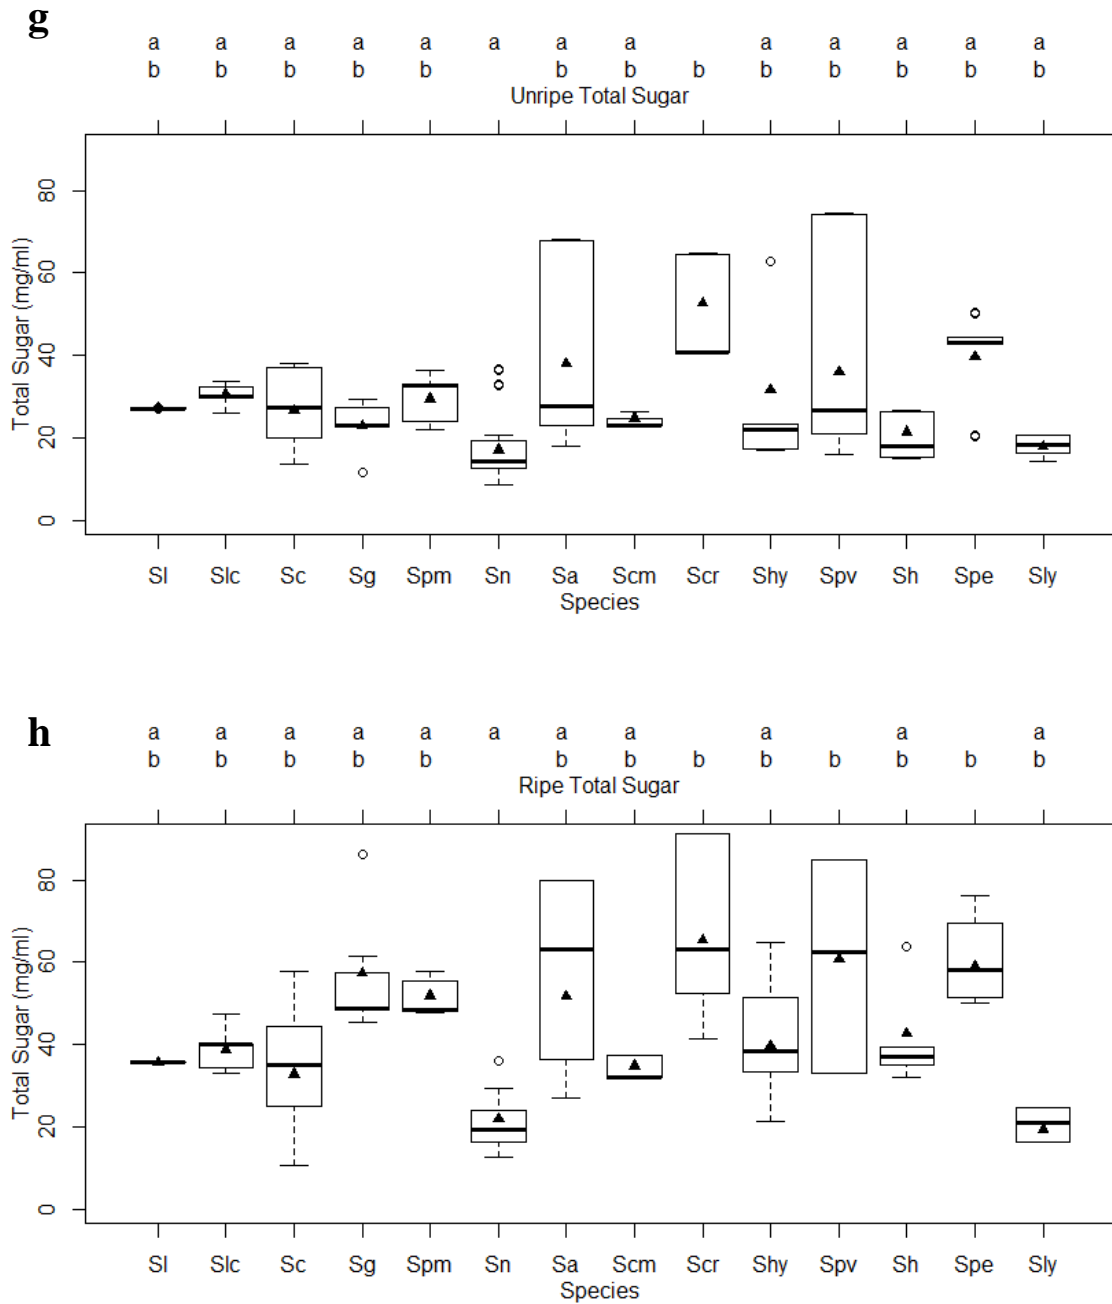 g
a a a a a a a a a a a a
b b b b b b b b b b b b b
Unripe Total Sugar
80
60
40
20
0
Total Sugar (mg/ml)
Sl Slc Sc Sg Spm Sn Sa Scm Scr Shy Spv Sh Spe Sly
Species
h
a a a a a a a a a a a
b b b b b b b b b b b b b
Ripe Total Sugar
80
60
40
20
0
Total Sugar (mg/ml)
Sl Slc Sc Sg Spm Sn Sa Scm Scr Shy Spv Sh Spe Sly
Species